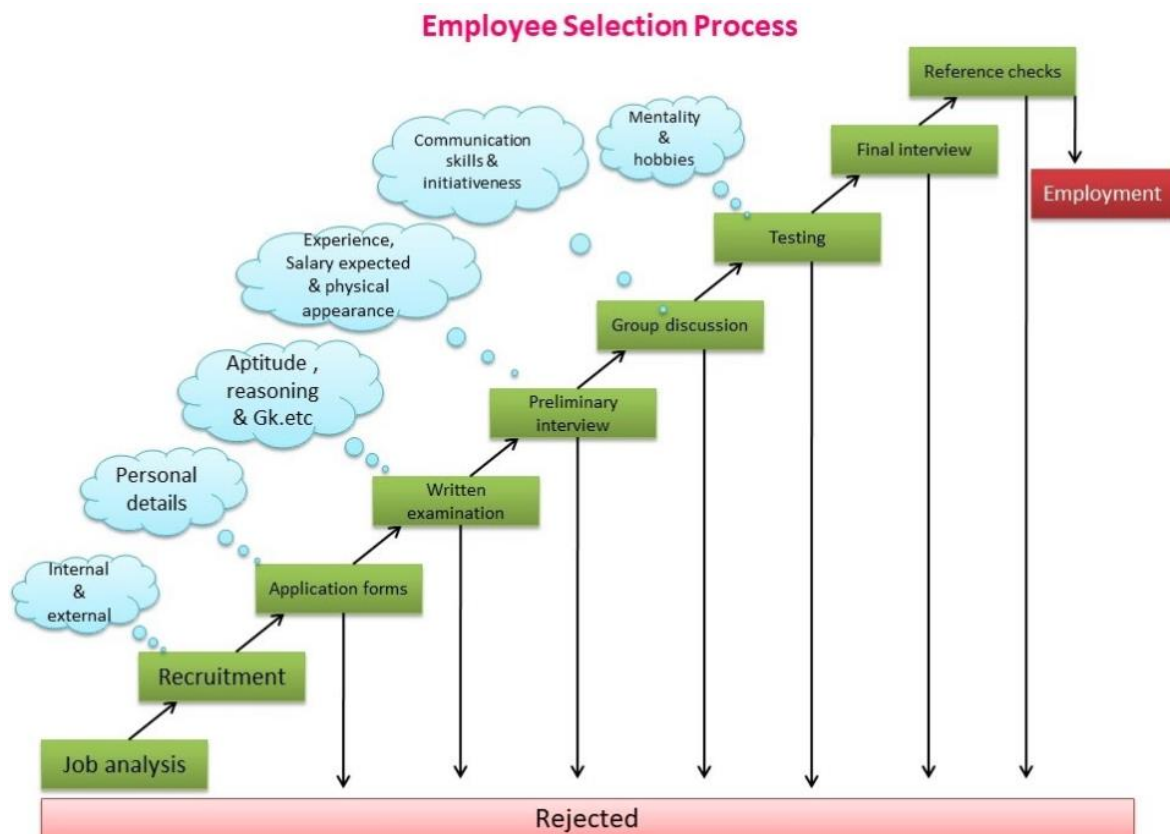 Employee Selection Process
Reference checks
Mentality
&
hobbies
Communication
skills &
initiativeness
Final interview
Employment
Testing
Experience,
Salary expected
& physical
appearance
Group discussion
Aptitude ,
reasoning
& Gk.etc
Preliminary
interview
Personal
details
Written
examination
Internal
&
external
Application forms
Recruitment
Job analysis
Rejected